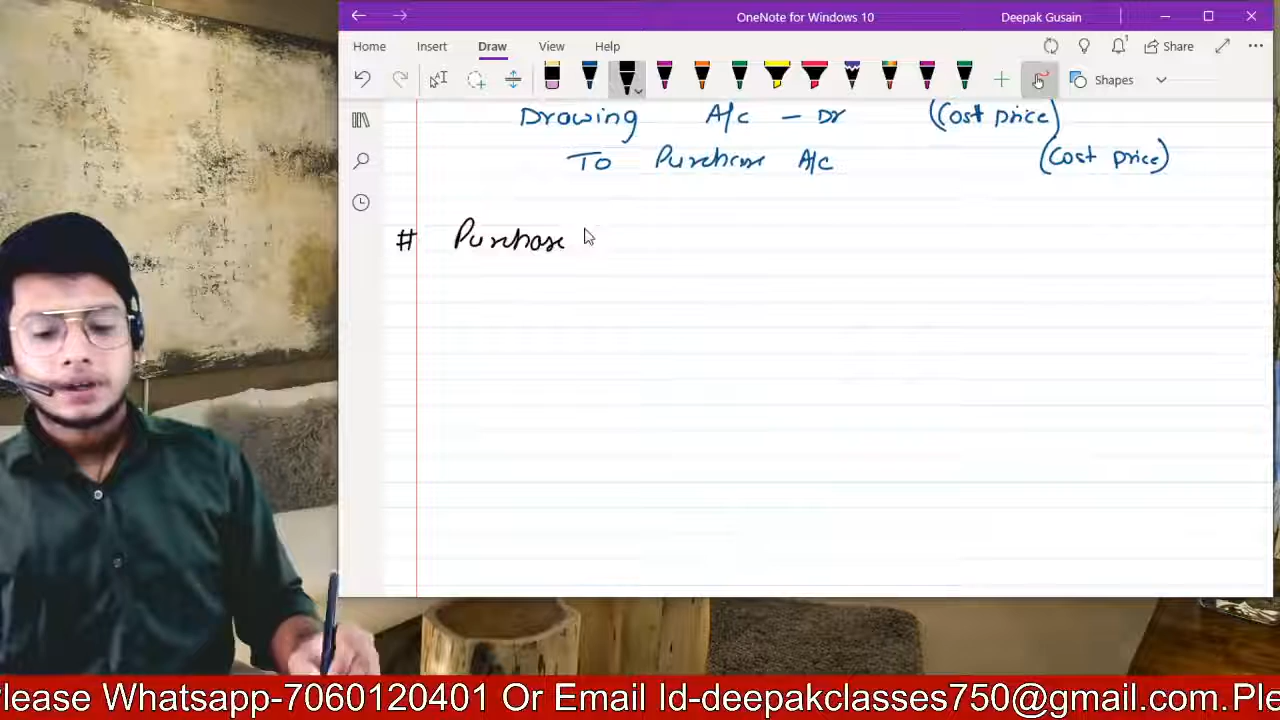 OneNote for Windows 10
Deepak Gusain
Home Insert Draw View Help
Share
Shapes
Drawing A/c - Dr (Cost price)
To Purchase A/c (Cost price)
# Purchase
lease Whatsapp-7060120401 Or Email Id-deepakclasses750@gmail.com.Ple